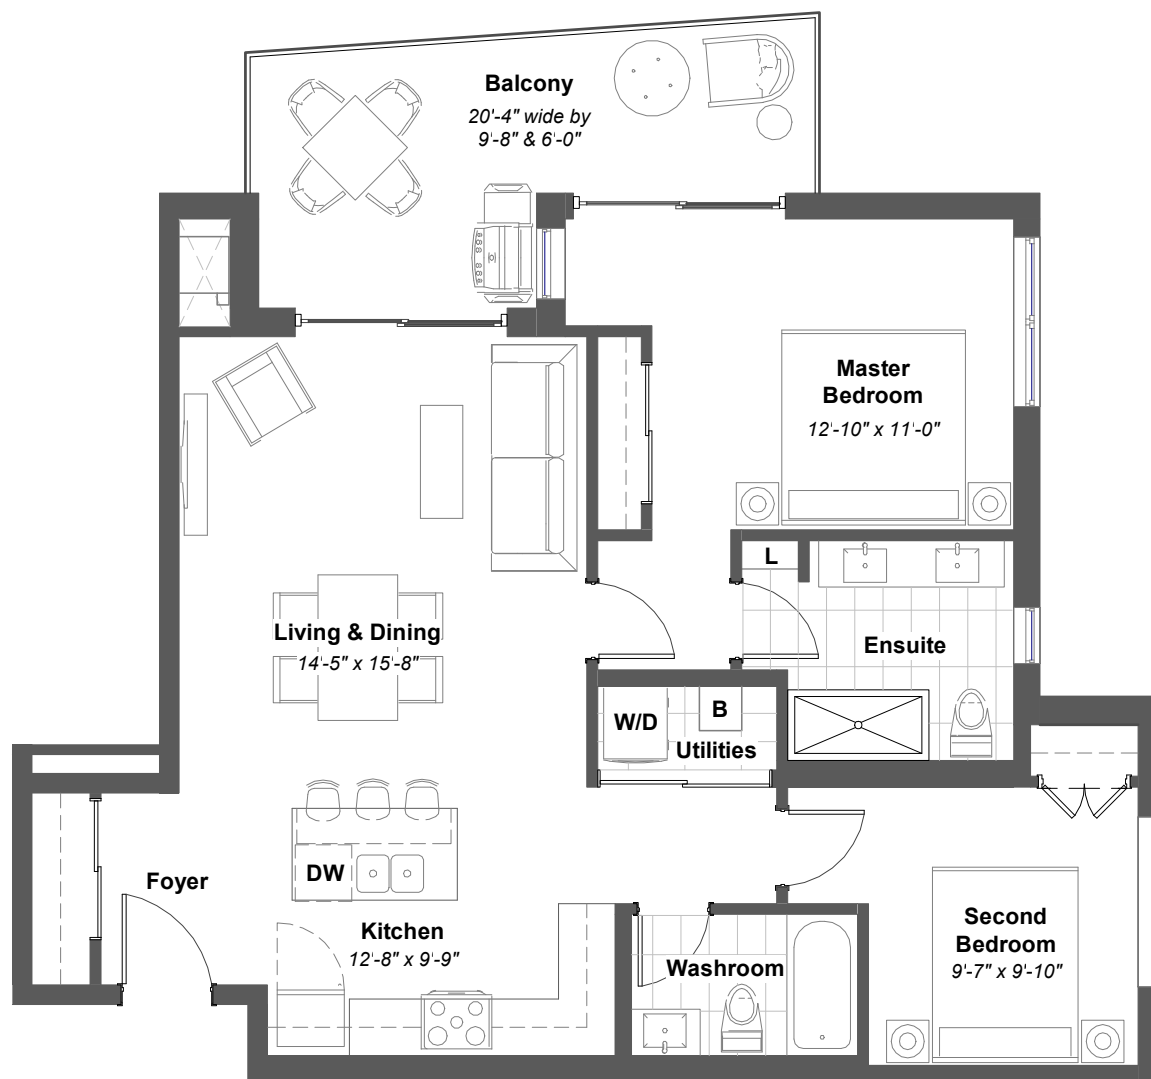 Balcony
20'-4" wide by
9'-8" & 6'-0"
Master
Bedroom
12'-10" x 11'-0"
L
Living & Dining
14'-5" x 15'-8"
Ensuite
W/D
B
Utilities
DW
Foyer
Kitchen
12'-8" x 9'-9"
Washroom
Second
Bedroom
9'-7" x 9'-10"